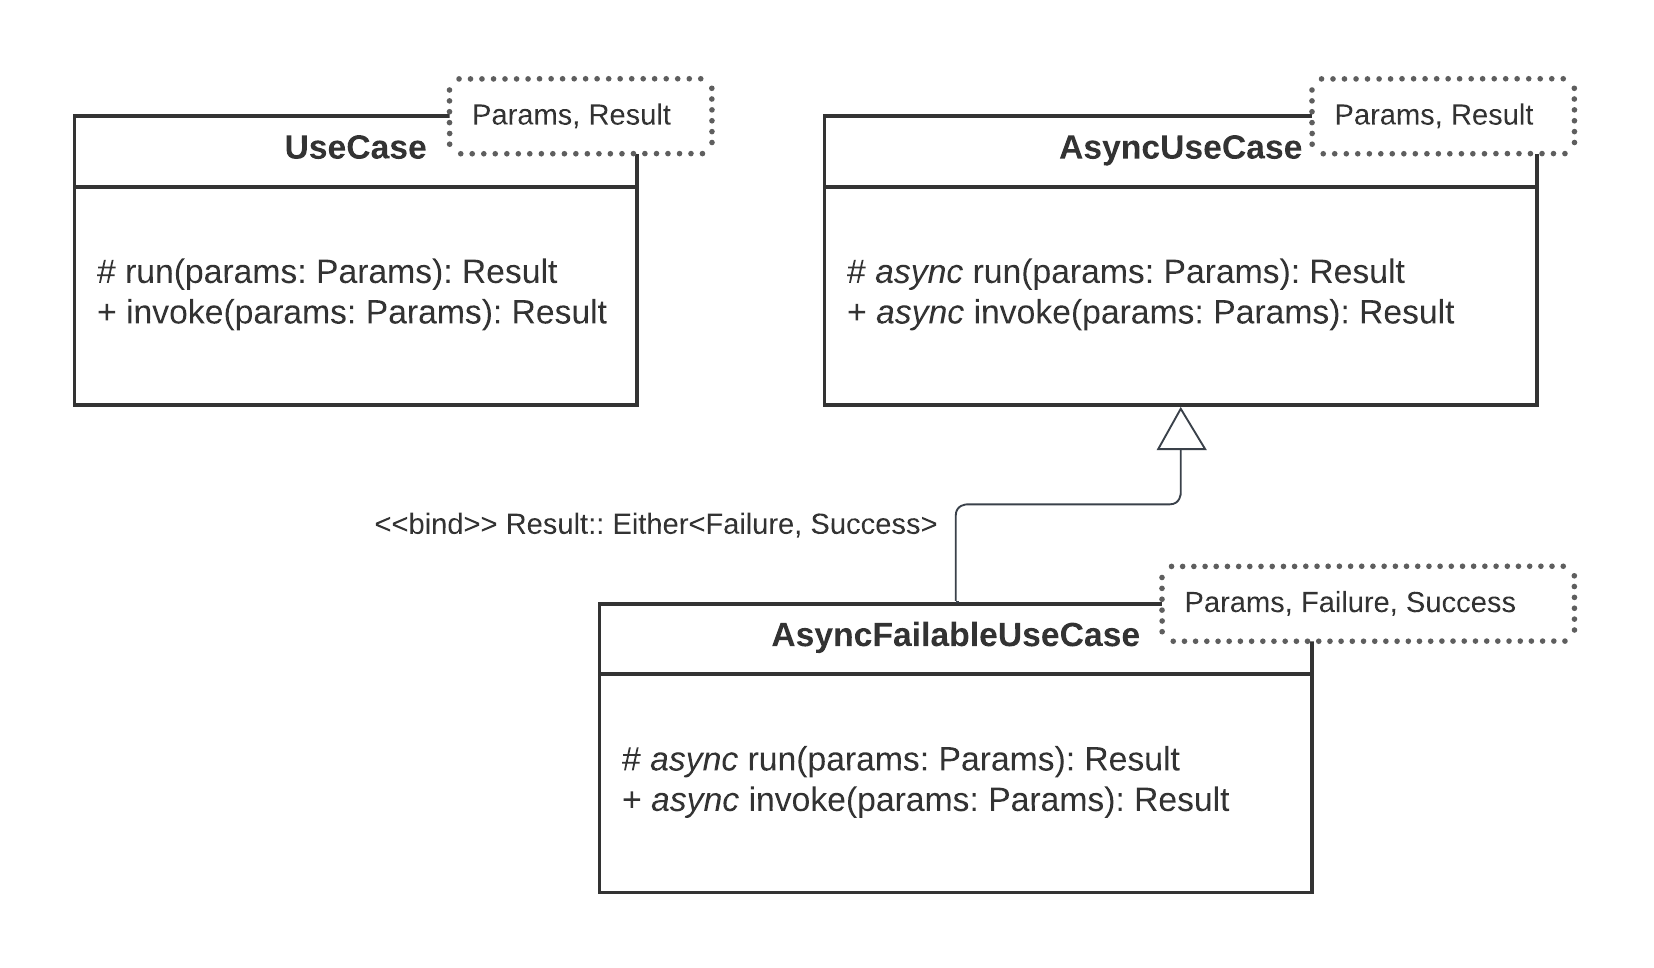 Params, Result
UseCase
# run(params: Params): Result
+ invoke(params: Params): Result
Params, Result
AsyncUseCase
# async run(params: Params): Result
+ async invoke(params: Params): Result
<<bind>> Result:: Either<Failure, Success>
Params, Failure, Success
AsyncFailableUseCase
# async run(params: Params): Result
+ async invoke(params: Params): Result